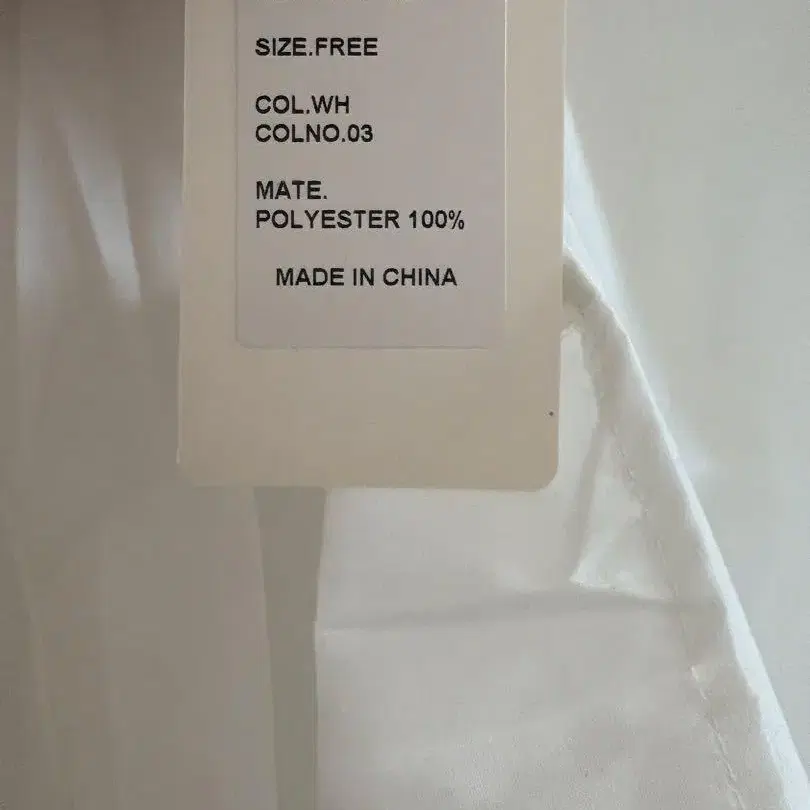 SIZE.FREE
COL.WH
COLNO.03
MATE.
POLYESTER 100%
MADE IN CHINA